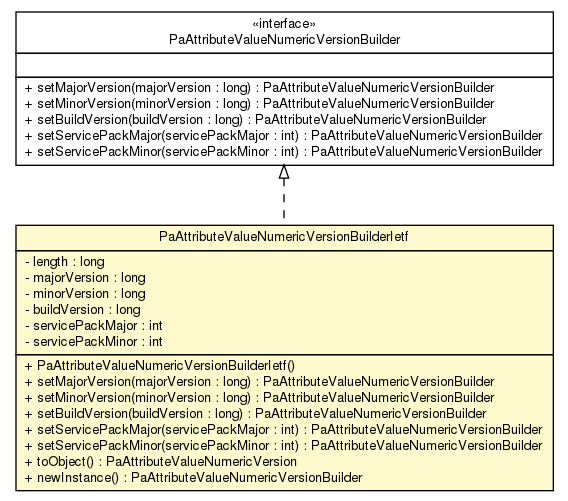 «interface»
PaAttributeValueNumericVersionBuilder
+ setMajorVersion(majorVersion : long) : PaAttributeValueNumericVersionBuilder
+ setMinorVersion(minorVersion : long) : PaAttributeValueNumericVersionBuilder
+ setBuildVersion(buildVersion : long) : PaAttributeValueNumericVersionBuilder
+ setServicePackMajor(servicePackMajor : int) : PaAttributeValueNumericVersionBuilder
+ setServicePackMinor(servicePackMinor : int) : PaAttributeValueNumericVersionBuilder
PaAttributeValueNumericVersionBuilderIetf
- length : long
- majorVersion : long
- minorVersion : long
- buildVersion : long
- servicePackMajor : int
- servicePackMinor : int
+ PaAttributeValueNumericVersionBuilderIetf()
+ setMajorVersion(majorVersion : long) : PaAttributeValueNumericVersionBuilder
+ setMinorVersion(minorVersion : long) : PaAttributeValueNumericVersionBuilder
+ setBuildVersion(buildVersion : long) : PaAttributeValueNumericVersionBuilder
+ setServicePackMajor(servicePackMajor : int) : PaAttributeValueNumericVersionBuilder
+ setServicePackMinor(servicePackMinor : int) : PaAttributeValueNumericVersionBuilder
+ toObject() : PaAttributeValueNumericVersion
+ newInstance() : PaAttributeValueNumericVersionBuilder